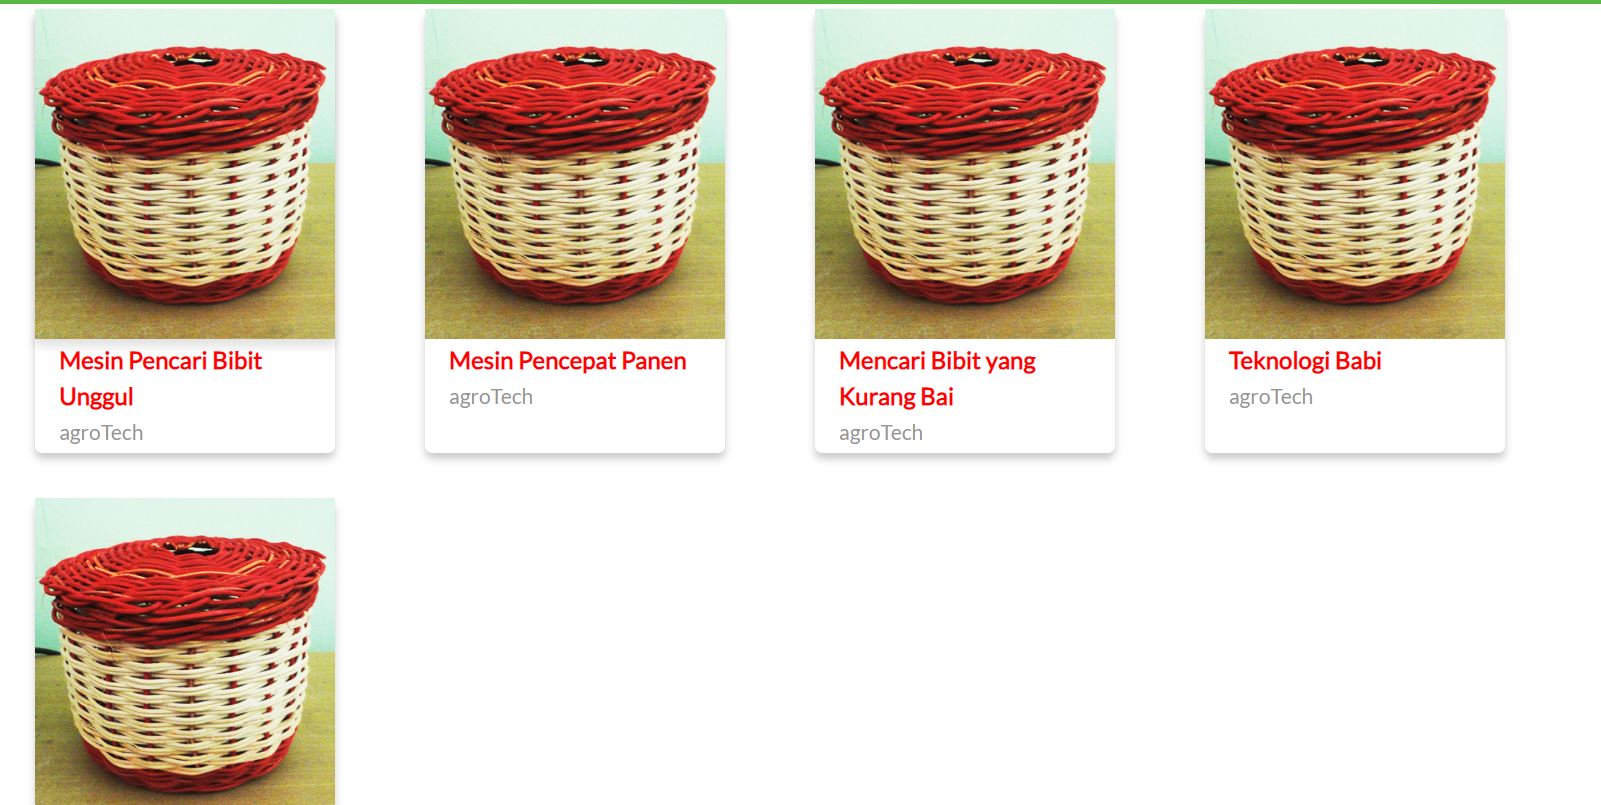 Mesin Pencari Bibit
Unggul
agroTech
Mesin Pencepat Panen
agroTech
Mencari Bibit yang
Kurang Bai
agroTech
Teknologi Babi
agroTech